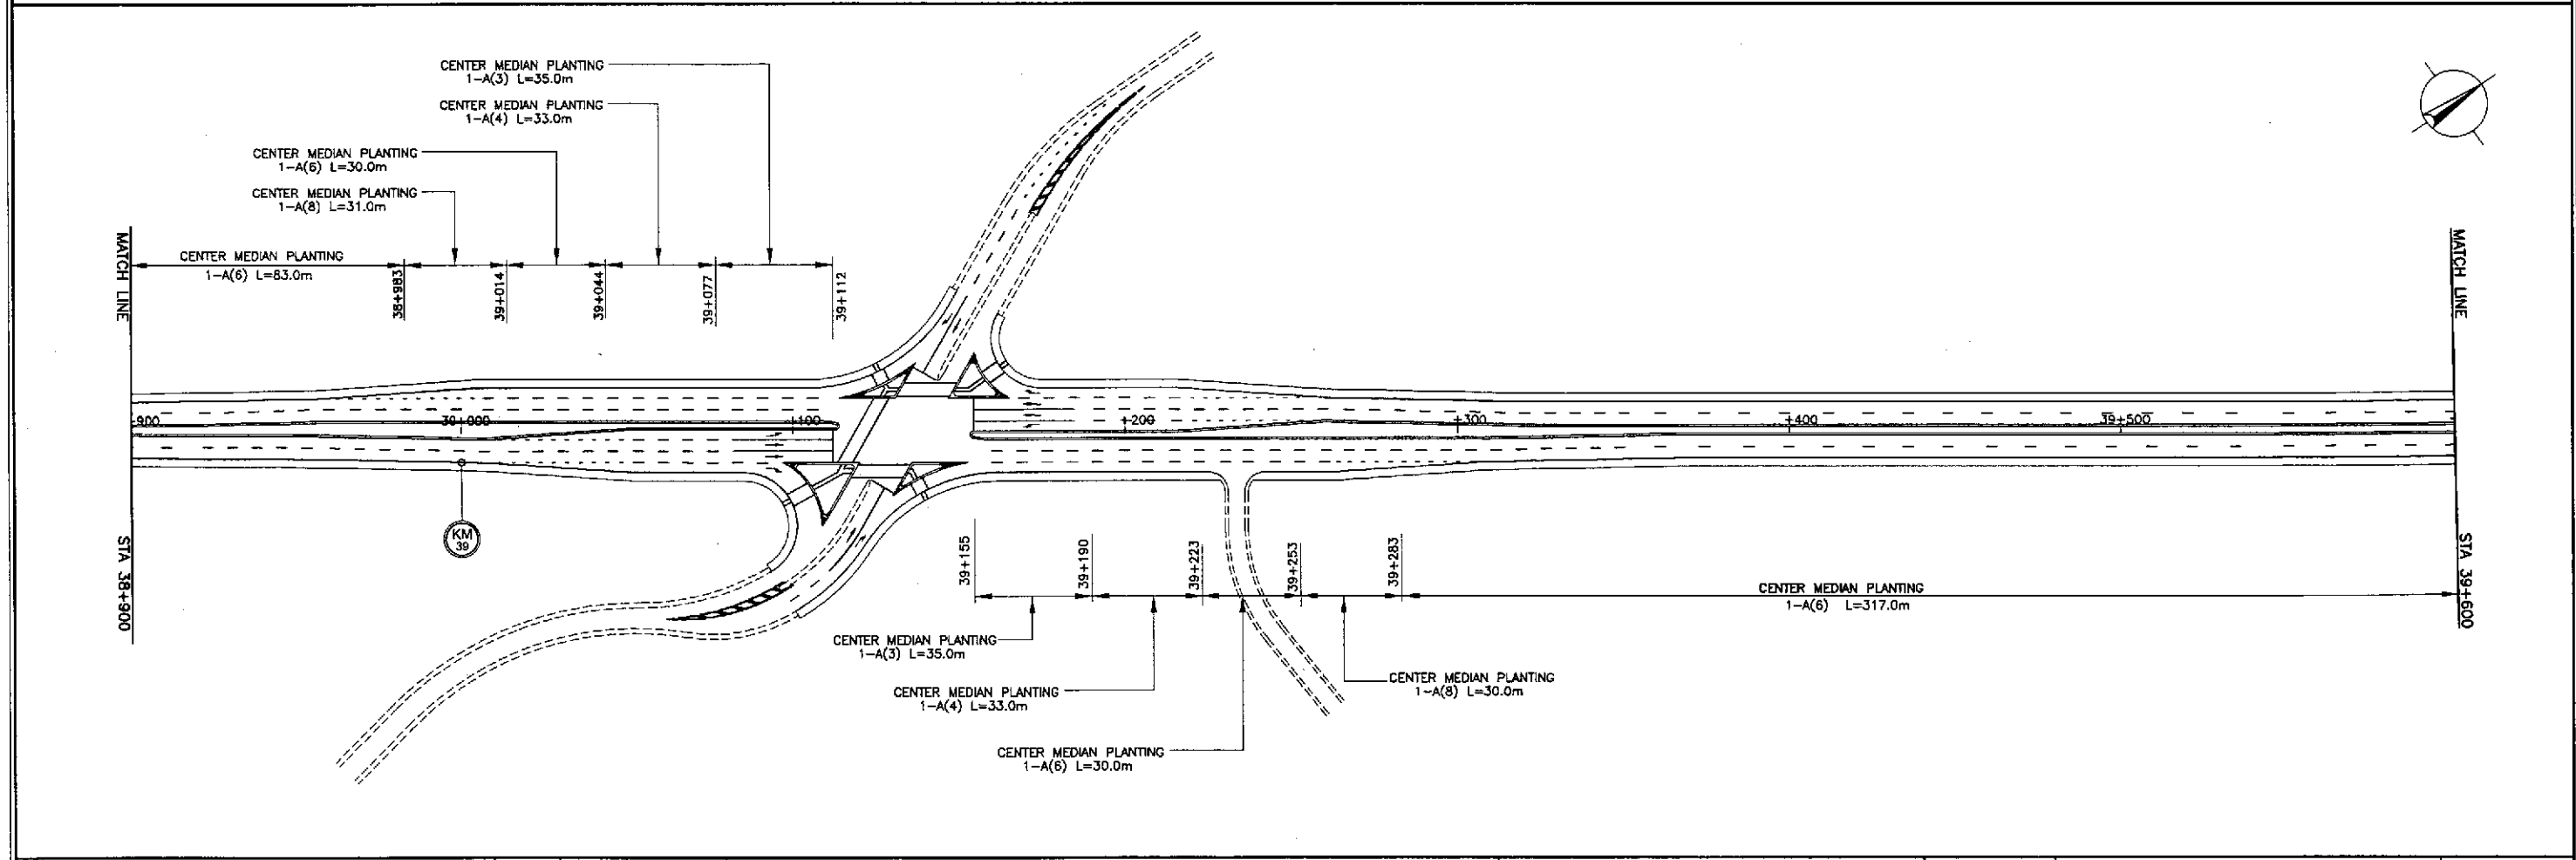 CENTER MEDIAN PLANTING
1-A(3) L=35.0m
CENTER MEDIAN PLANTING
1-A(4) L=33.0m
CENTER MEDIAN PLANTING
1-A(6) L=30.0m
CENTER MEDIAN PLANTING
1-A(8) L=31.0m
CENTER MEDIAN PLANTING
1-A(6) L=83.0m
MATCH LINE
38+983
39+014
39+044
39+077
39+112
MATCH LINE
900
39+000
+100
+200
+300
+400
39+500
KM
39
STA 38+900
39+155
39+190
39+223
39+253
39+283
STA 39+600
CENTER MEDIAN PLANTING
1-A(6) L=317.0m
CENTER MEDIAN PLANTING
1-A(3) L=35.0m
CENTER MEDIAN PLANTING
1-A(4) L=33.0m
CENTER MEDIAN PLANTING
1-A(8) L=30.0m
CENTER MEDIAN PLANTING
1-A(6) L=30.0m